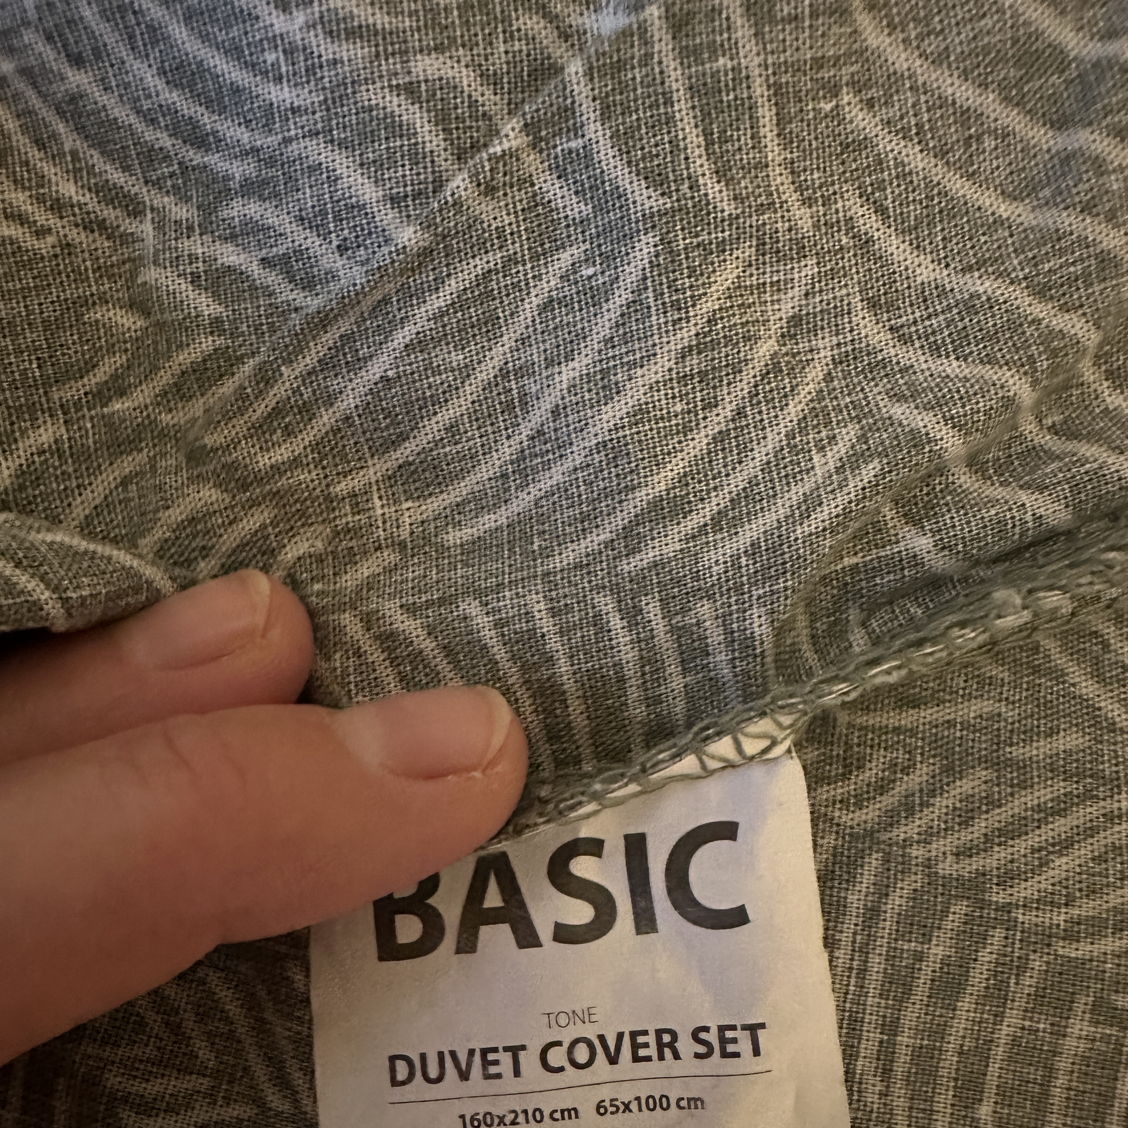 BASIC
TONE
DUVET COVER SET
160x210 cm 65x100 cm